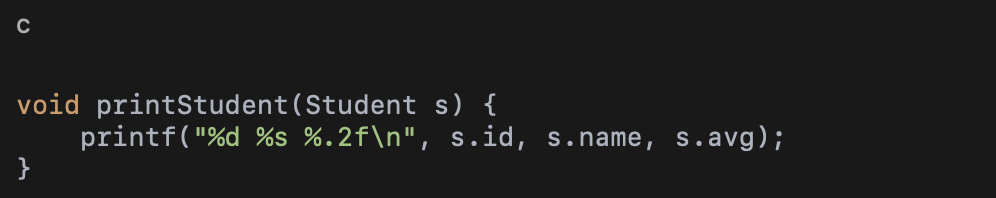 c
void printStudent(Student s) {
    printf("%d %s %.2f\n", s.id, s.name, s.avg);
}